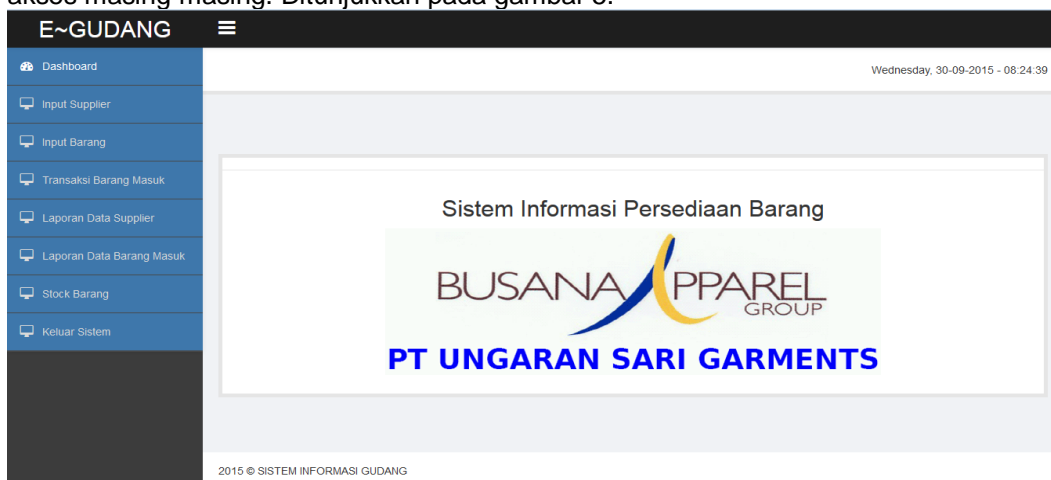 akses masing masing. Ditunjukkan pada gambar
E~GUDANG
Dashboard
Wednesday, 30-09-2015 - 08:24:39
Input Supplier
Input Barang
Transaksi Barang Masuk
Laporan Data Supplier
Laporan Data Barang Masuk
Stock Barang
Keluar Sistem
Sistem Informasi Persediaan Barang
BUSANA APPAREL
GROUP
PT UNGARAN SARI GARMENTS
2015 © SISTEM INFORMASI GUDANG